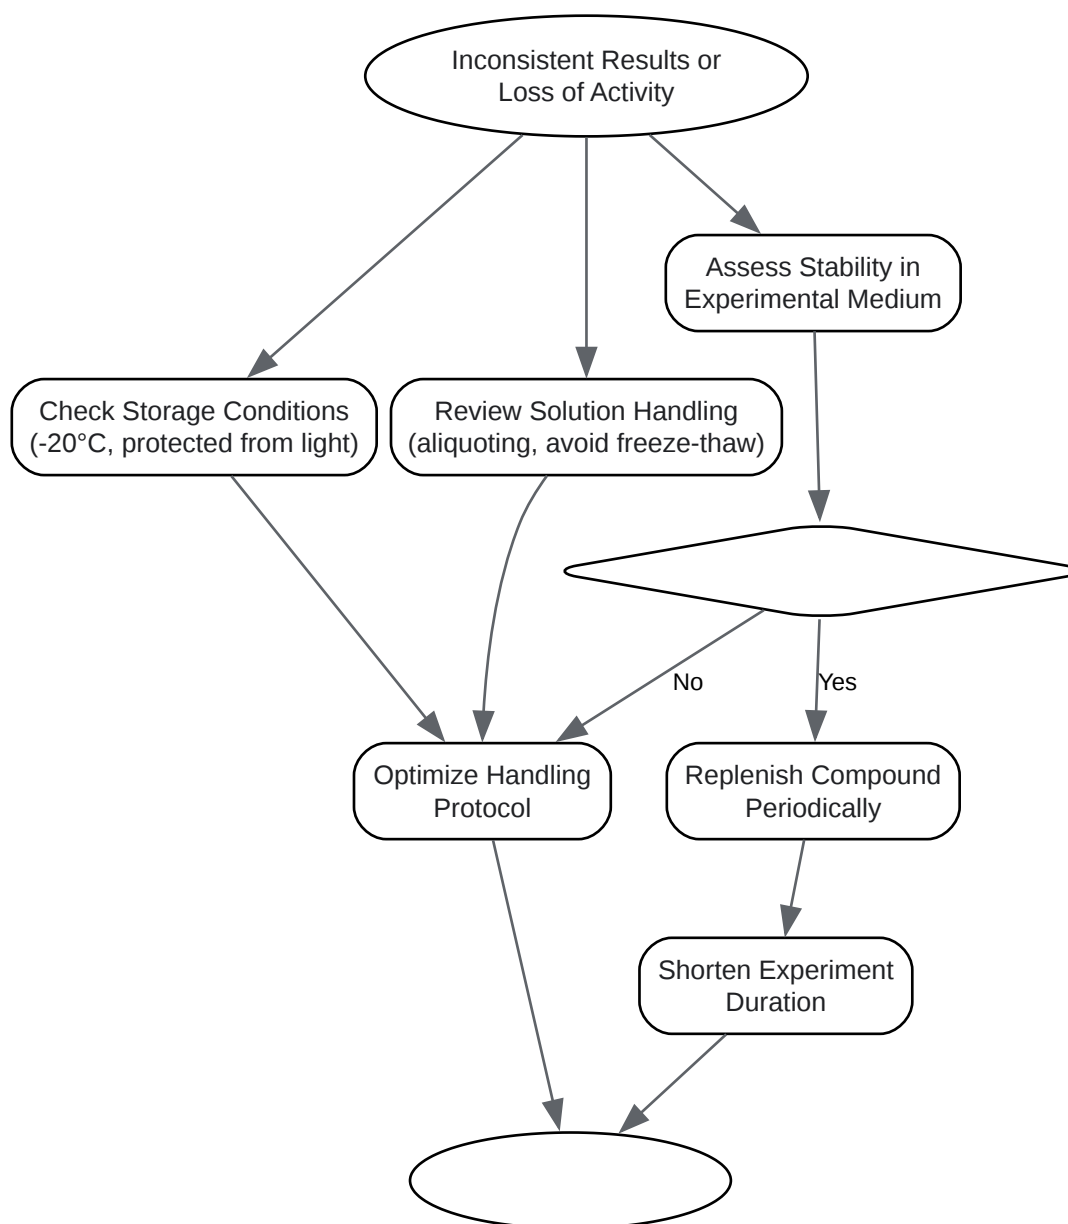 Inconsistent Results or
Loss of Activity
Assess Stability in
Experimental Medium
Check Storage Conditions
(-20°C, protected from light)
Review Solution Handling
(aliquoting, avoid freeze-thaw)
No
Yes
Optimize Handling
Protocol
Replenish Compound
Periodically
Shorten Experiment
Duration